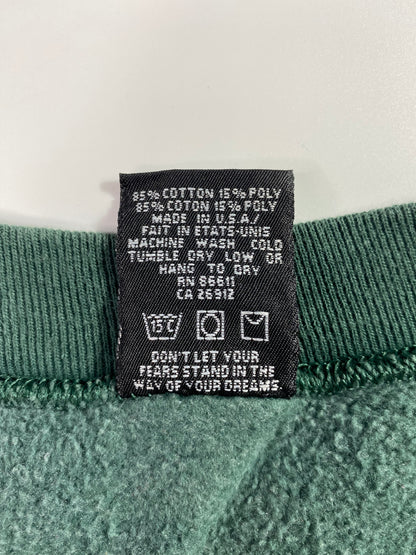 85% COTTON 15% POLY
85% COTON 15% POLY
MADE IN U.S.A./
FAIT IN ETATS-UNIS
MACHINE WASH COLD
TUMBLE DRY LOW OR
HANG TO DRY
RN 86611
CA 26912
15°C
DON'T LET YOUR
FEARS STAND IN THE
WAY OF YOUR DREAMS.